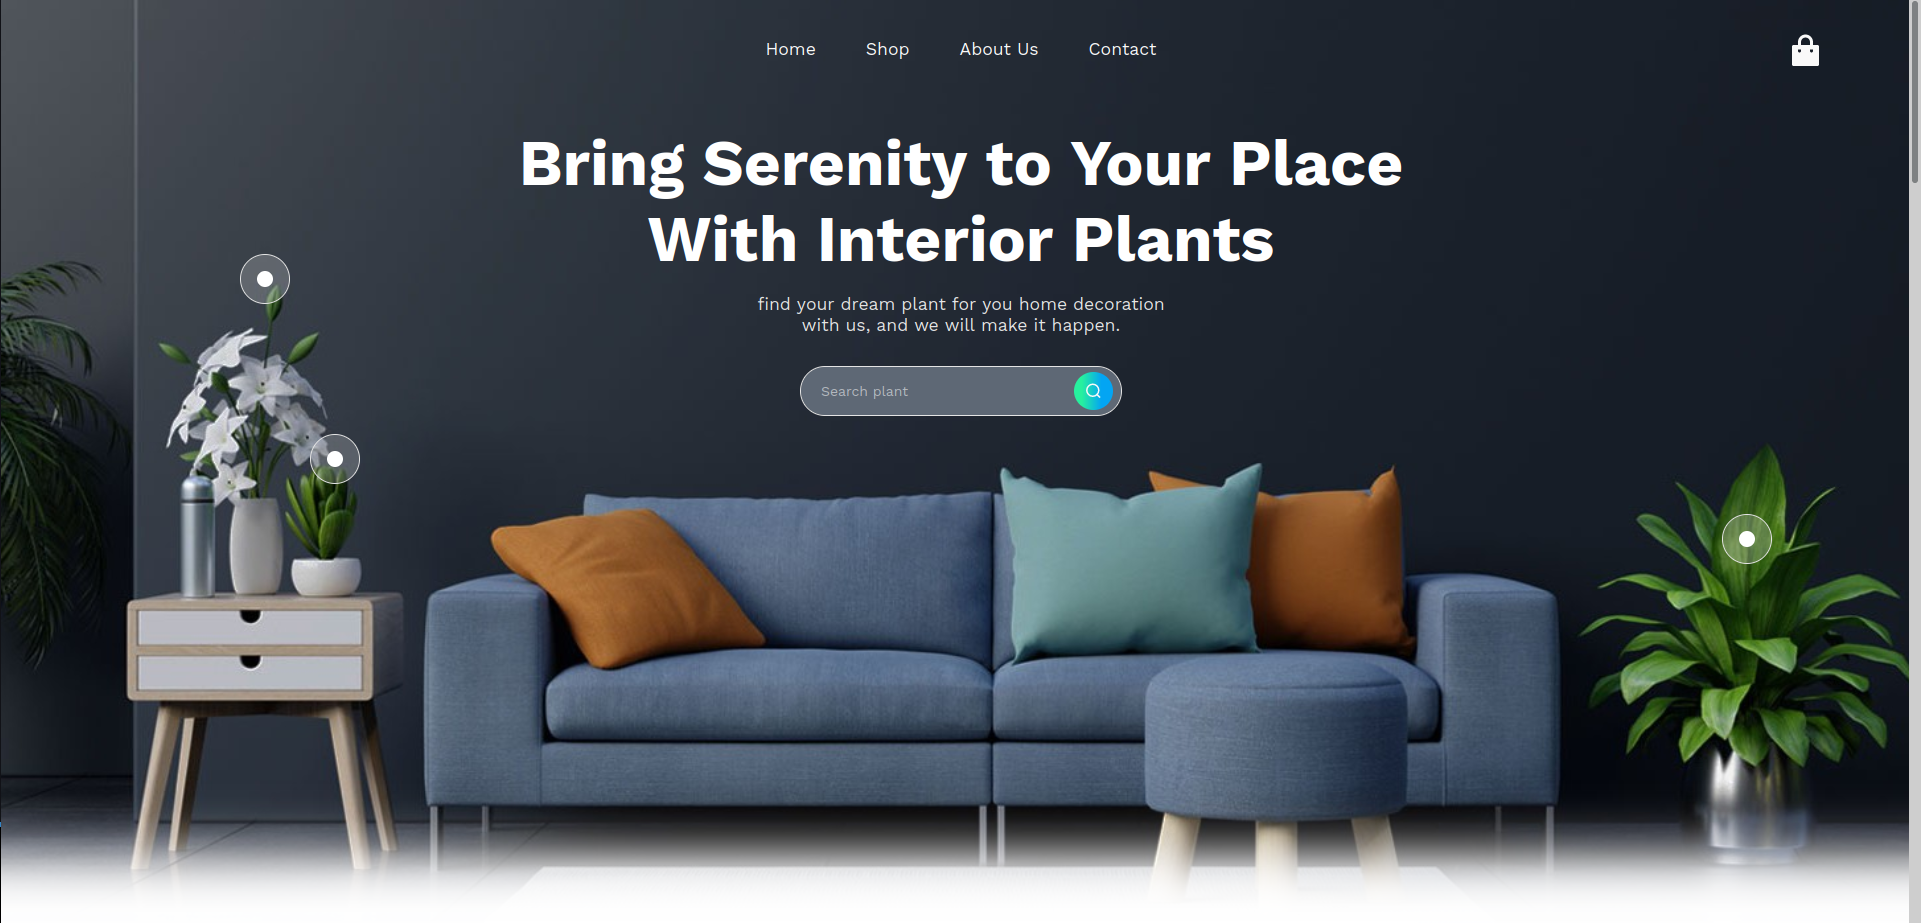 Home Shop About Us Contact
Bring Serenity to Your Place
With Interior Plants
find your dream plant for you home decoration
with us, and we will make it happen.
Search plant